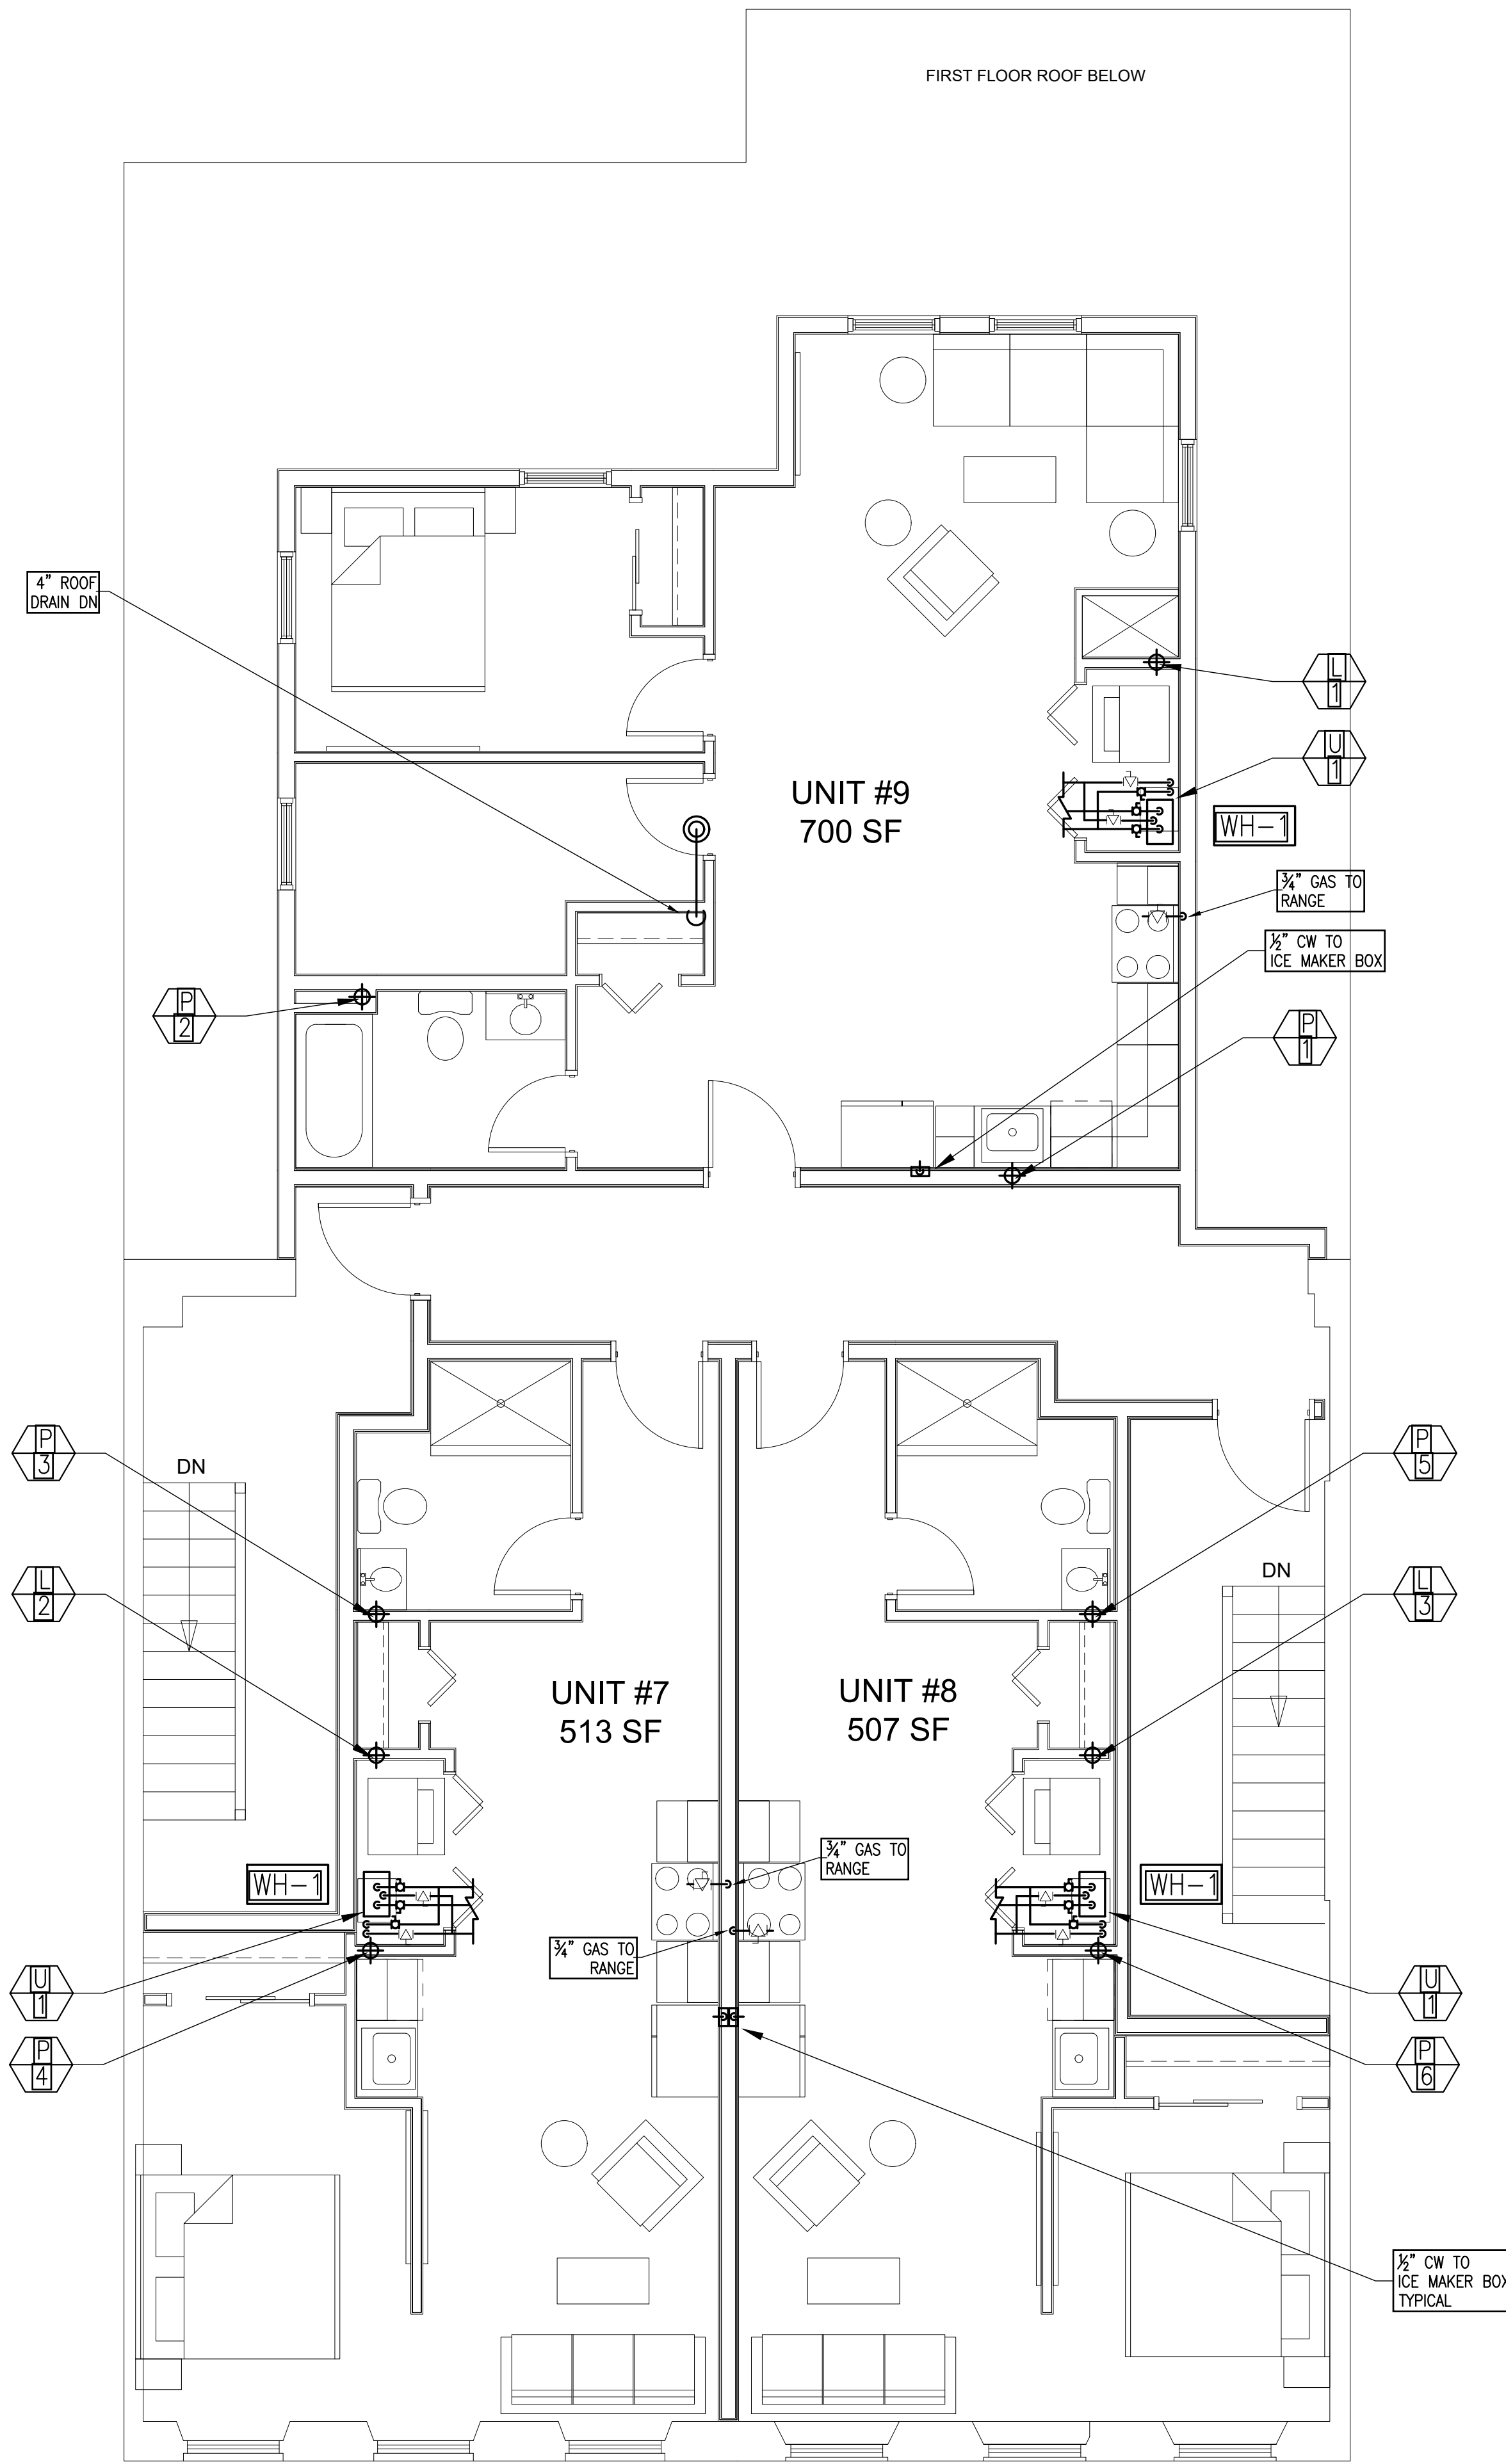 FIRST FLOOR ROOF BELOW
4” ROOF
DRAIN DN
L
1
U
1
UNIT #9
700 SF
WH-1
¾” GAS TO
RANGE
½” CW TO
ICE MAKER BOX
P
2
P
1
P
3
DN
P
5
L
2
DN
L
3
UNIT #7
513 SF
UNIT #8
507 SF
¾” GAS TO
RANGE
WH-1
WH-1
¾” GAS TO
RANGE
U
1
U
1
P
4
P
6
½” CW TO
ICE MAKER BOX
TYPICAL